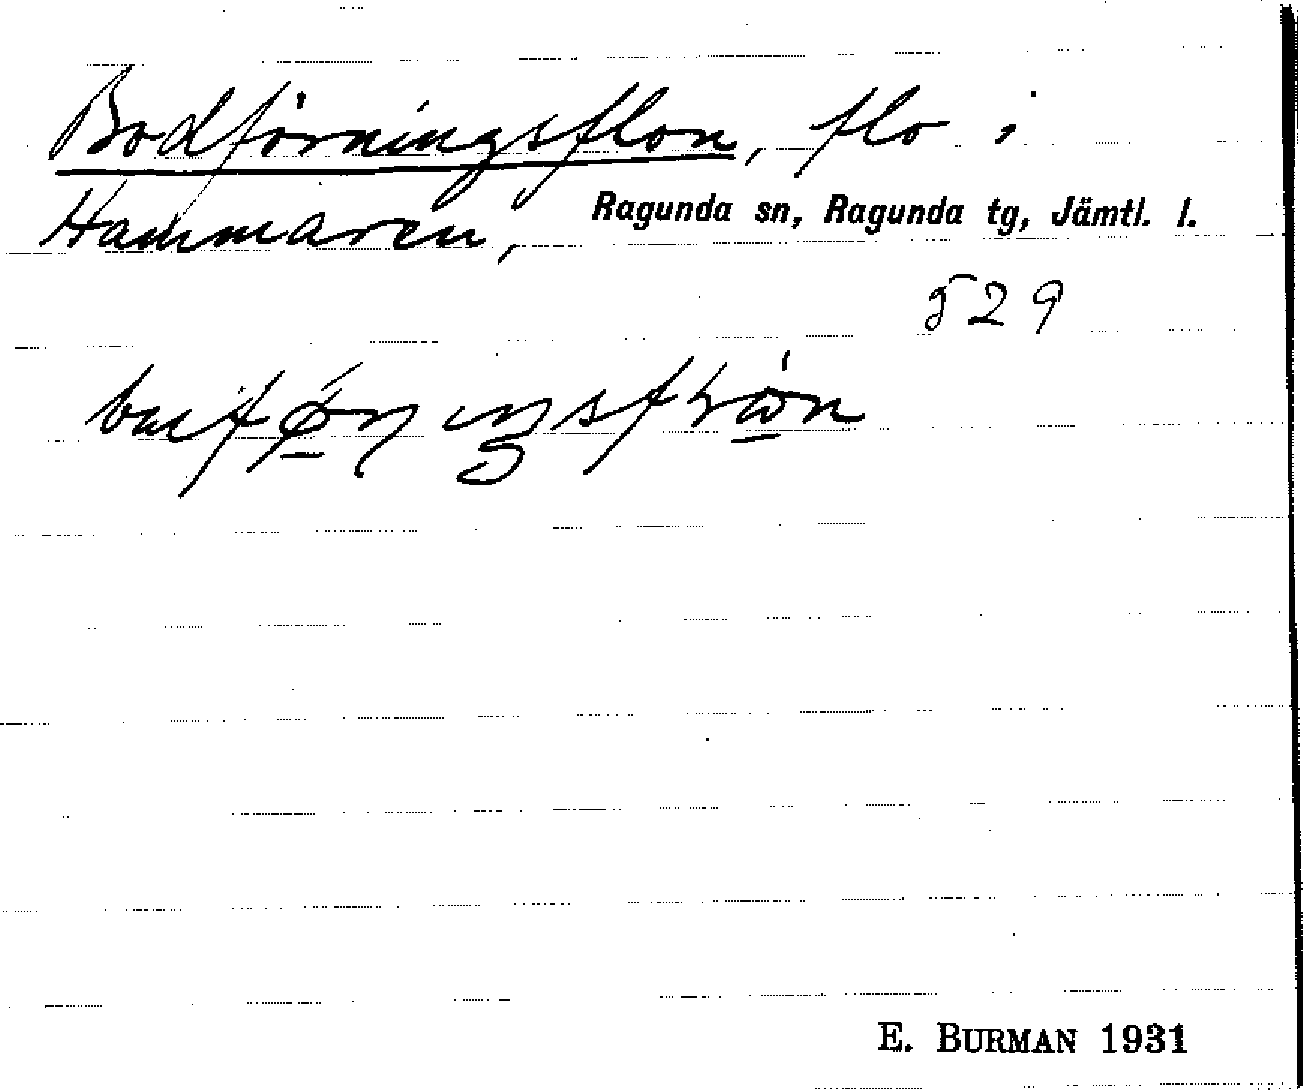 Bodförningsflon, flo i
Hammaren, Ragunda sn, Ragunda tg, Jämtl. l.
529
E. BURMAN 1931